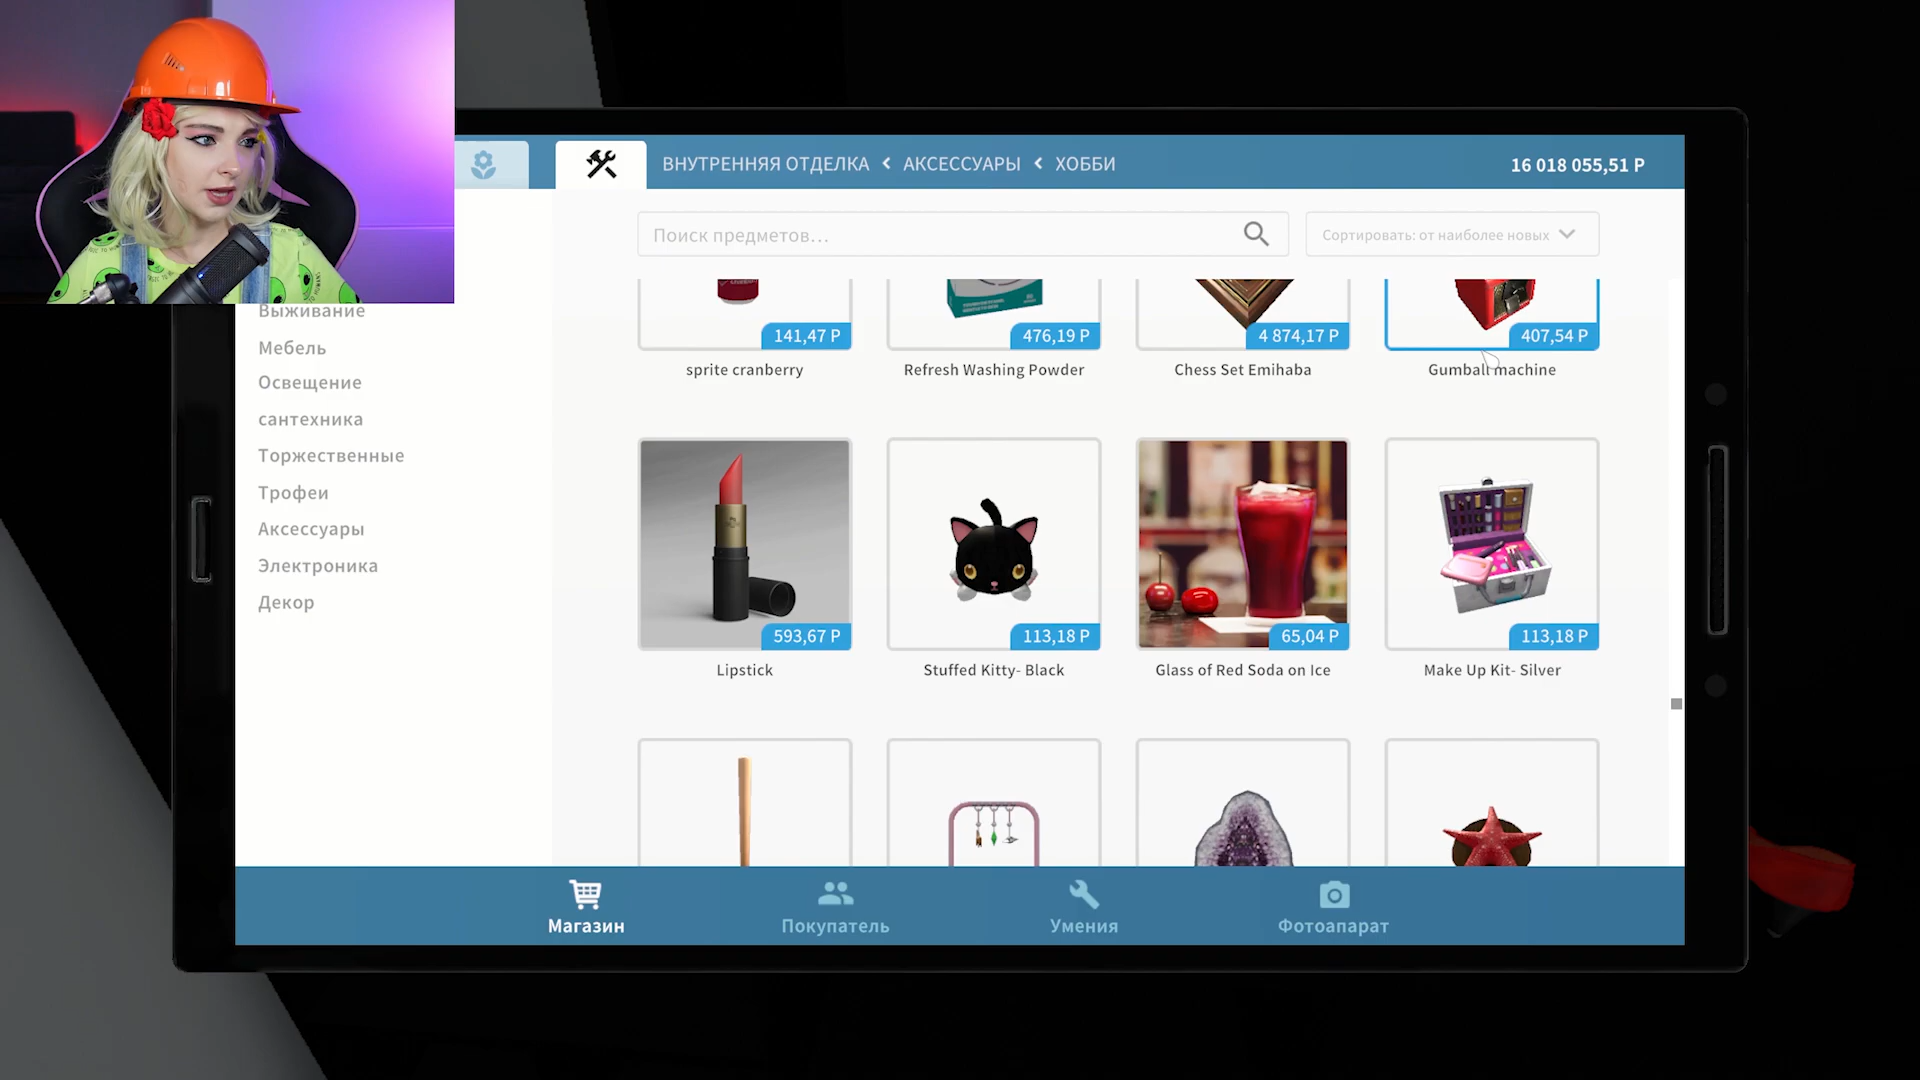 ВНУТРЕННЯЯ ОТДЕЛКА < АКСЕССУАРЫ < ХОББИ
16 018 055,51 Р
Поиск предметов...
Сортировать: от наиболее новых
Выживание
Мебель
Освещение
сантехника
Торжественные
Трофеи
Аксессуары
Электроника
Декор
141,47 Р
476,19 Р
4 874,17 Р
407,54 Р
sprite cranberry
Refresh Washing Powder
Chess Set Emihaba
Gumball machine
593,67 Р
113,18 Р
65,04 Р
113,18 Р
Lipstick
Stuffed Kitty- Black
Glass of Red Soda on Ice
Make Up Kit- Silver
Магазин
Покупатель
Умения
Фотоапарат